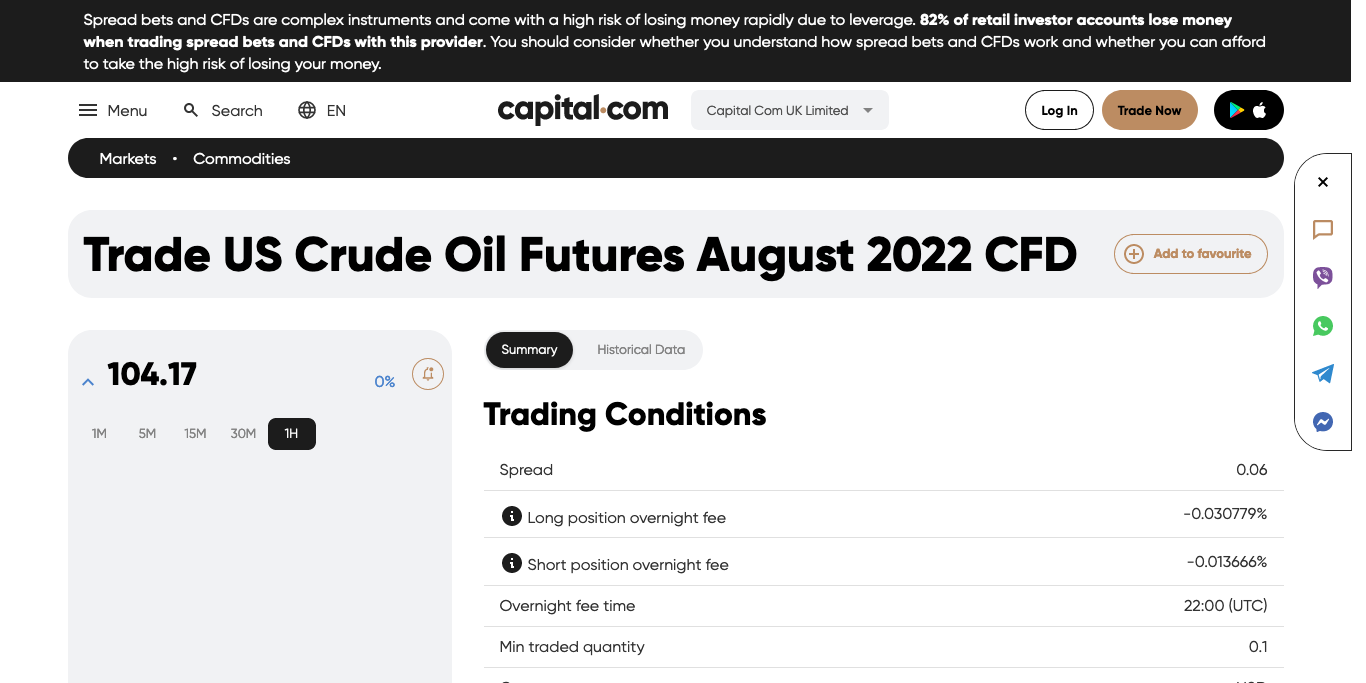 Spread bets and CFDs are complex instruments and come with a high risk of losing money rapidly due to leverage. 82% of retail investor accounts lose money
when trading spread bets and CFDs with this provider. You should consider whether you understand how spread bets and CFDs work and whether you can afford
to take the high risk of losing your money.
Menu Search EN capital.com Capital Com UK Limited Log In Trade Now
Markets • Commodities
Trade US Crude Oil Futures August 2022 CFD Add to favourite
104.17 0%
1M 5M 15M 30M 1H
Summary Historical Data
Trading Conditions
Spread 0.06
Long position overnight fee -0.030779%
Short position overnight fee -0.013666%
Overnight fee time 22:00 (UTC)
Min traded quantity 0.1